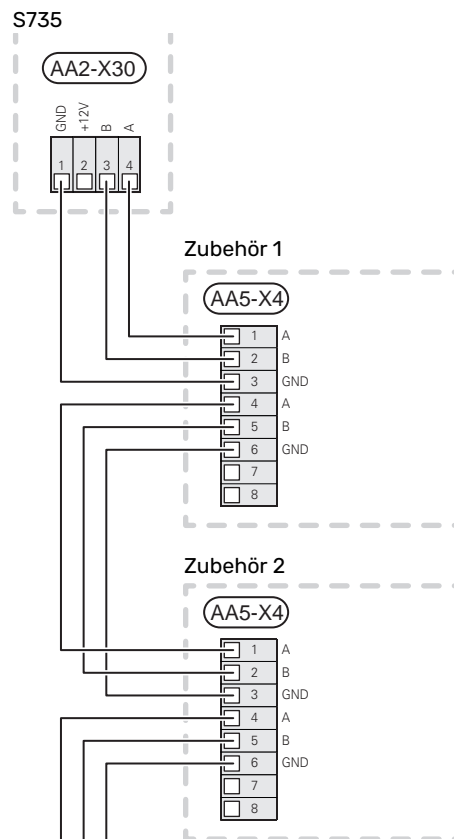 S735
AA2-X30
GND +12V B A
1 2 3 4
Zubehör 1
AA5-X4
1 A
2 B
3 GND
4 A
5 B
6 GND
7
8
Zubehör 2
AA5-X4
1 A
2 B
3 GND
4 A
5 B
6 GND
7
8